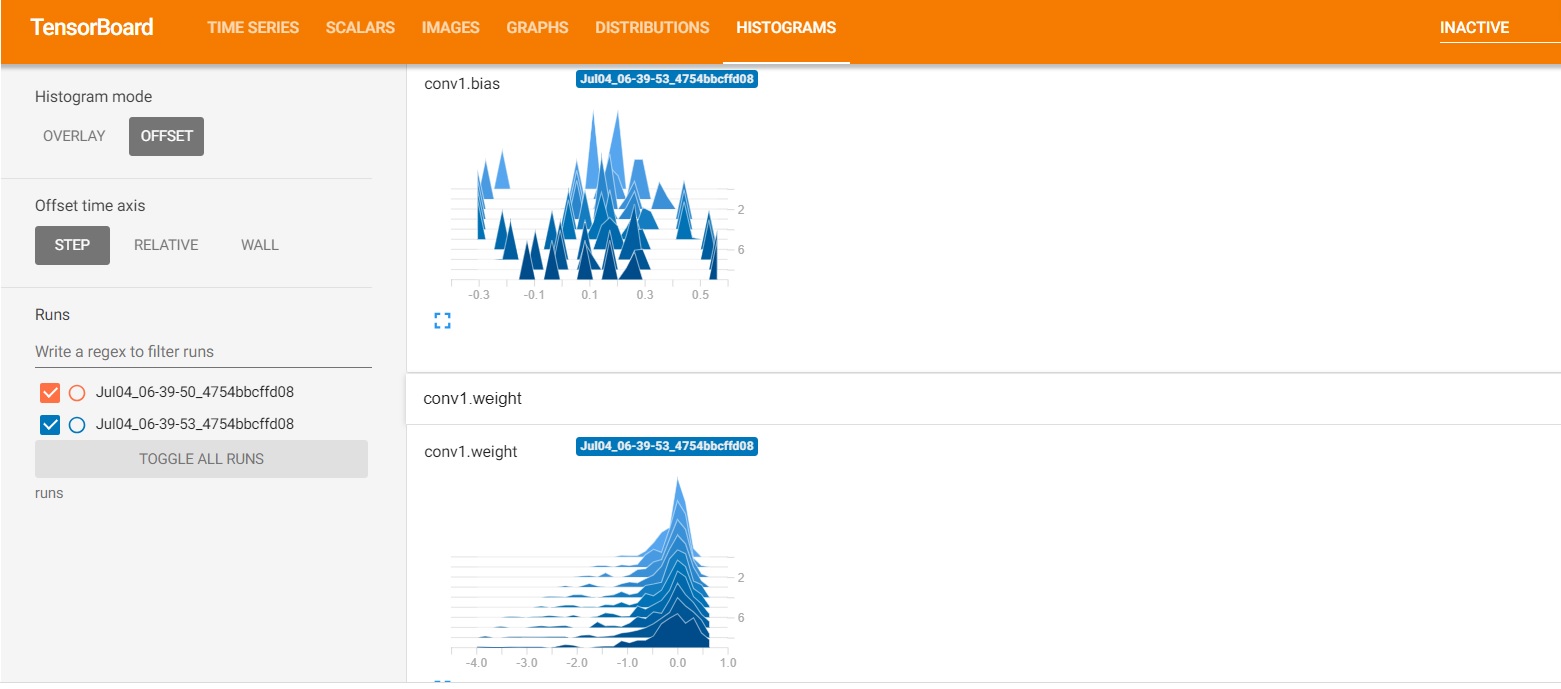 TensorBoard TIME SERIES SCALARS IMAGES GRAPHS DISTRIBUTIONS HISTOGRAMS INACTIVE
Histogram mode
OVERLAY OFFSET
Offset time axis
STEP RELATIVE WALL
Runs
Write a regex to filter runs
Jul04_06-39-50_4754bbcffd08
Jul04_06-39-53_4754bbcffd08
TOGGLE ALL RUNS
runs
conv1.bias Jul04_06-39-53_4754bbcffd08
2
6
-0.3 -0.1 0.1 0.3 0.5
conv1.weight
conv1.weight Jul04_06-39-53_4754bbcffd08
2
6
-4.0 -3.0 -2.0 -1.0 0.0 1.0